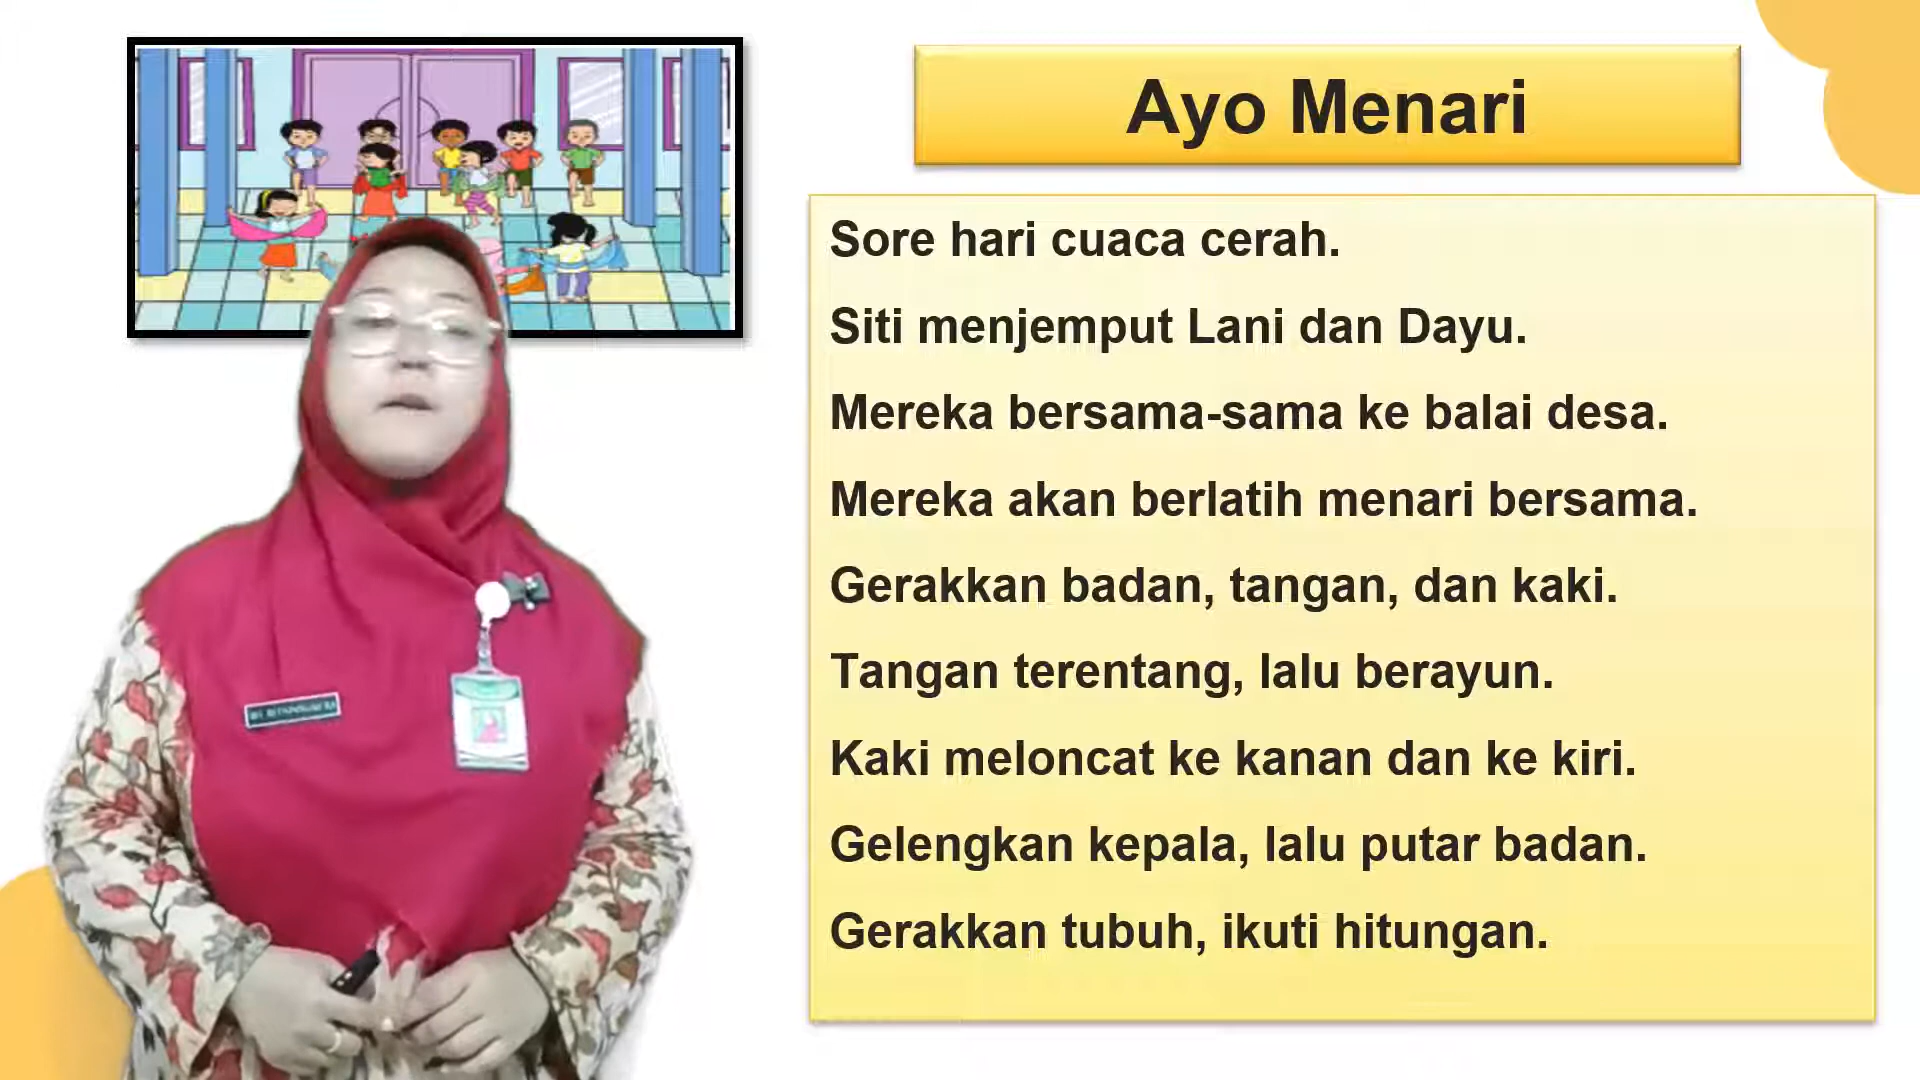 Ayo Menari
Sore hari cuaca cerah.
Siti menjemput Lani dan Dayu.
Mereka bersama-sama ke balai desa.
Mereka akan berlatih menari bersama.
Gerakkan badan, tangan, dan kaki.
Tangan terentang, lalu berayun.
Kaki meloncat ke kanan dan ke kiri.
Gelengkan kepala, lalu putar badan.
Gerakkan tubuh, ikuti hitungan.